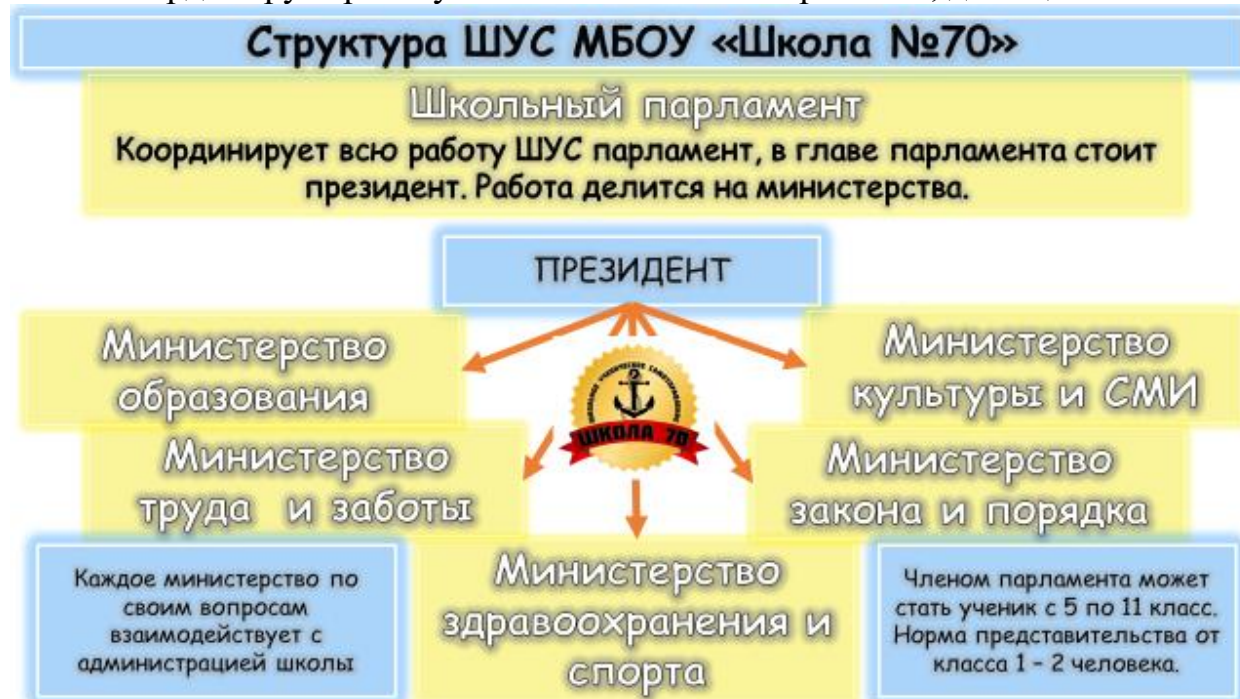 Структура ШУС МБОУ «Школа №70»
Школьный парламент
Координирует всю работу ШУС парламент, в главе парламента стоит
президент. Работа делится на министерства.
ПРЕЗИДЕНТ
Министерство
образования
Министерство
культуры и СМИ
ШКОЛА 70
Министерство
труда и заботы
Министерство
закона и порядка
Каждое министерство по
своим вопросам
взаимодействует с
администрацией школы
Министерство
здравоохранения и
спорта
Членом парламента может
стать ученик с 5 по 11 класс.
Норма представительства от
класса 1 – 2 человека.